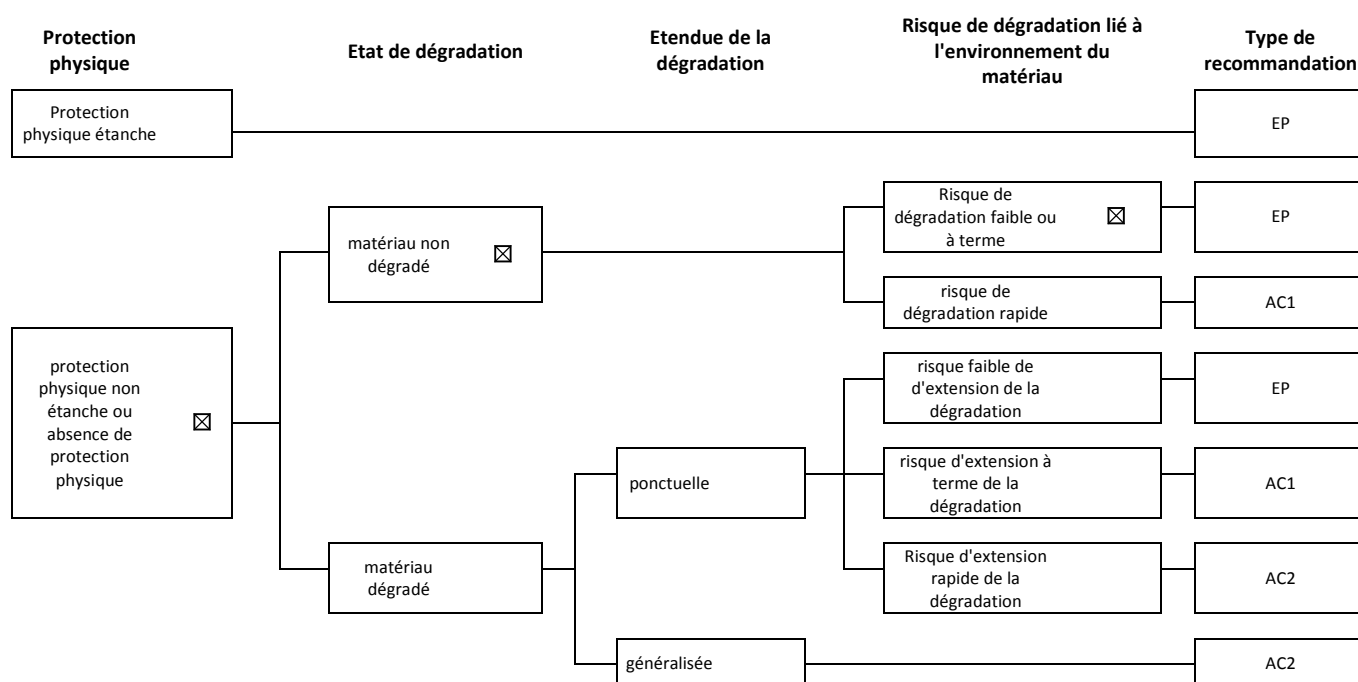 Protection
physique
Etat de dégradation
Etendue de la
dégradation
Risque de dégradation lié à
l'environnement du
matériau
Type de
recommandation
Protection
physique étanche
EP
matériau non
dégradé
Risque de
dégradation faible ou
à terme
EP
risque de
dégradation rapide
AC1
protection
physique non
étanche ou
absence de
protection
physique
risque faible de
d'extension de la
dégradation
EP
ponctuelle
risque d'extension à
terme de la
dégradation
AC1
matériau
dégradé
Risque d'extension
rapide de la
dégradation
AC2
généralisée
AC2